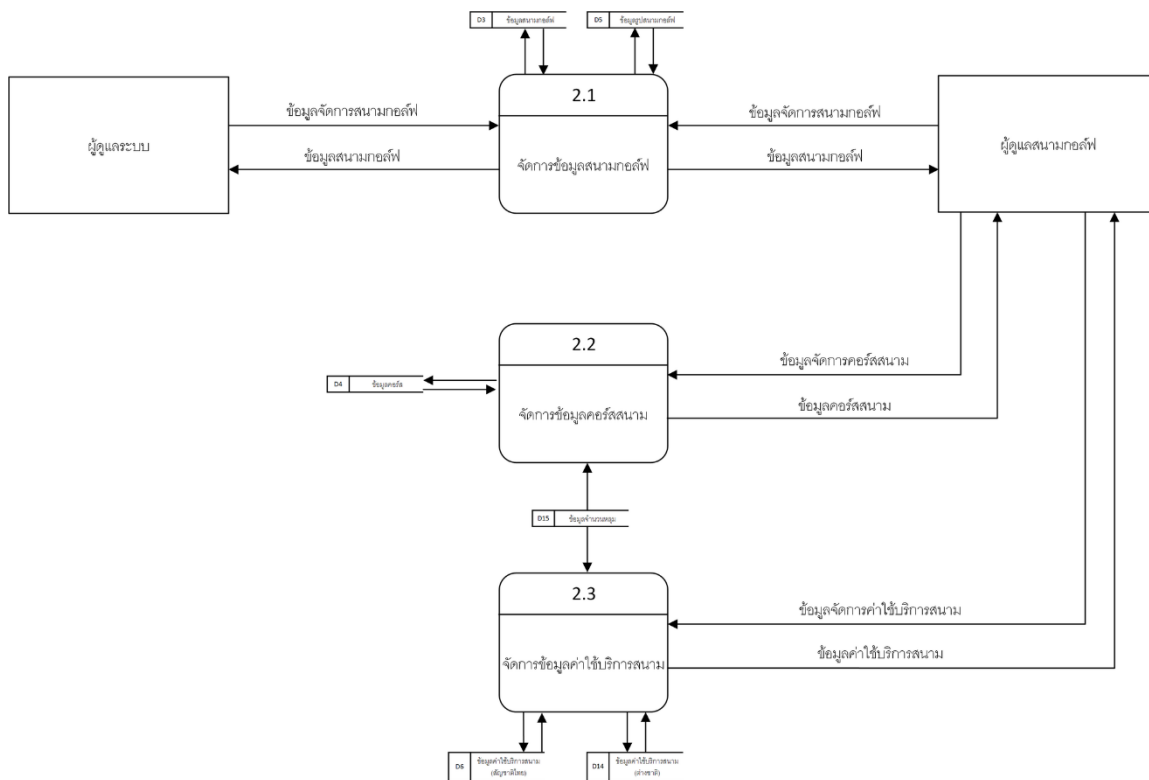 D3 ข้อมูลสนามกอล์ฟ
D5 ข้อมูลรูปสนามกอล์ฟ
ผู้ดูแลระบบ
ข้อมูลจัดการสนามกอล์ฟ
ข้อมูลสนามกอล์ฟ
2.1
จัดการข้อมูลสนามกอล์ฟ
ข้อมูลจัดการสนามกอล์ฟ
ข้อมูลสนามกอล์ฟ
ผู้ดูแลสนามกอล์ฟ
D4 ข้อมูลคอร์ส
2.2
จัดการข้อมูลคอร์สสนาม
ข้อมูลจัดการคอร์สสนาม
ข้อมูลคอร์สสนาม
D15 ข้อมูลจำนวนหลุม
2.3
จัดการข้อมูลค่าใช้บริการสนาม
ข้อมูลจัดการค่าใช้บริการสนาม
ข้อมูลค่าใช้บริการสนาม
D6 ข้อมูลค่าใช้บริการสนาม
(สัญชาติไทย)
D14 ข้อมูลค่าใช้บริการสนาม
(ต่างชาติ)